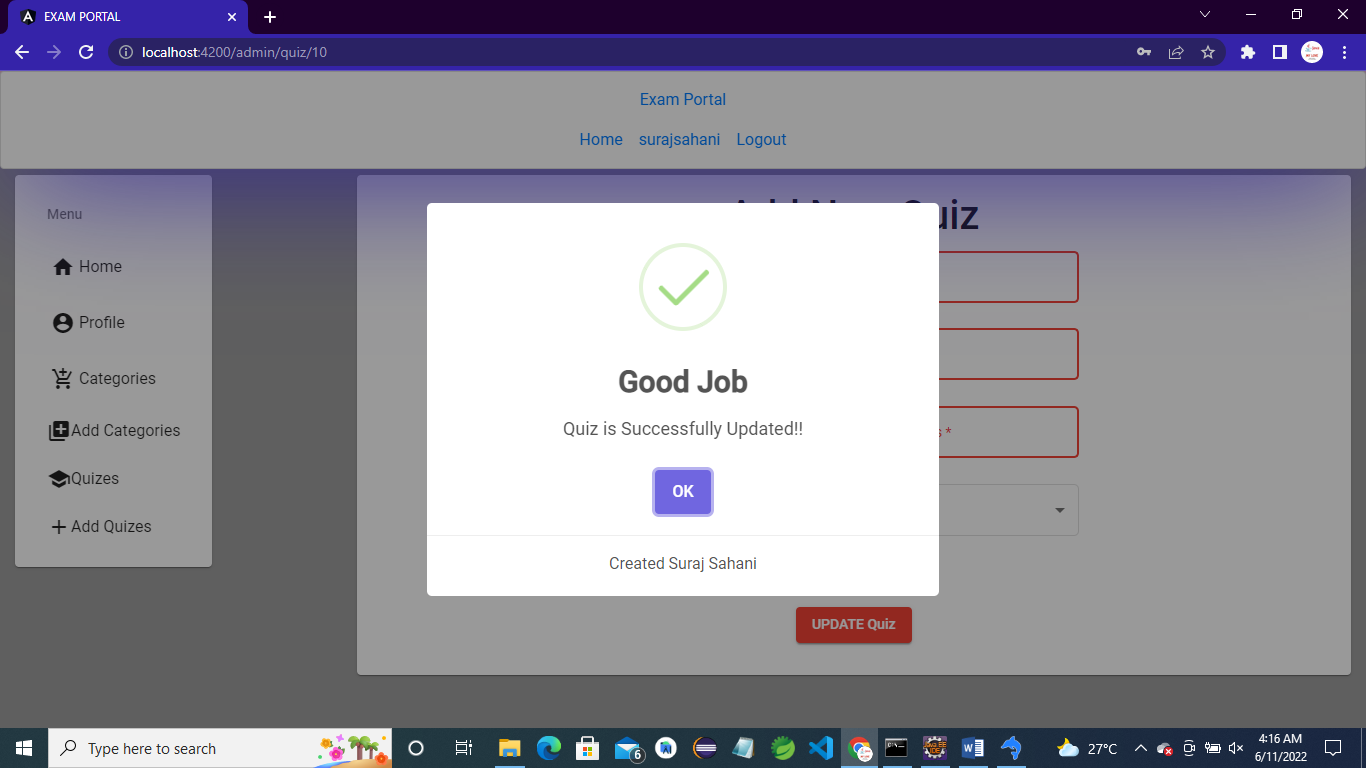 EXAM PORTAL
localhost:4200/admin/quiz/10
Exam Portal
Home surajsahani Logout
Menu
Home
Profile
Categories
Add Categories
Quizes
Add Quizes
Good Job
Quiz is Successfully Updated!!
OK
Created Suraj Sahani
UPDATE Quiz
Type here to search
6
27°C
4:16 AM
6/11/2022